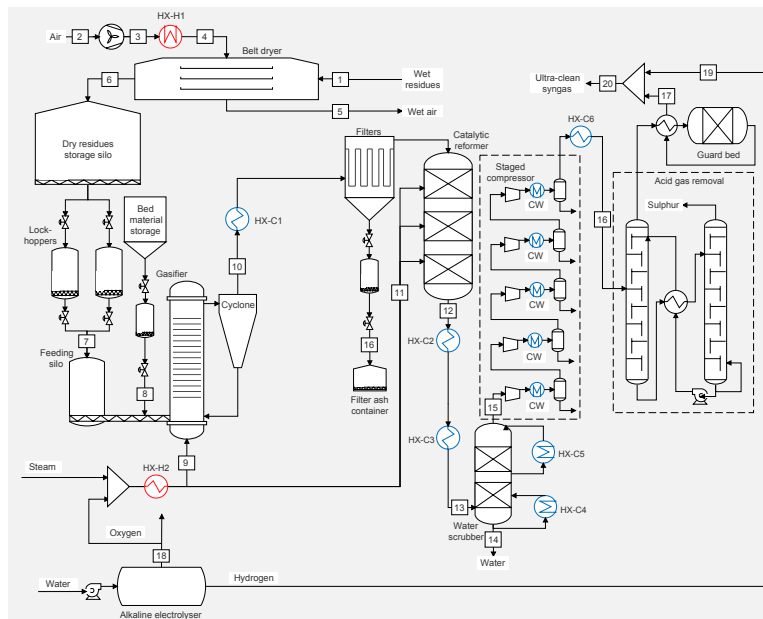 HX-H1
Air
2
3
4
Belt dryer
6
1
Wet
residues
5
Wet air
Dry residues
storage silo
Lock-
hoppers
Bed
material
storage
Gasifier
HX-C1
10
Cyclone
7
Feeding
silo
8
9
Steam
HX-H2
Oxygen
18
Water
Alkaline electrolyser
Hydrogen
Filters
Catalytic
reformer
11
16
Filter ash
container
12
HX-C2
HX-C3
13
Water
scrubber
14
Water
HX-C5
HX-C4
15
Staged
compressor
CW
CW
CW
CW
CW
HX-C6
16
Ultra-clean
syngas
20
19
17
Guard bed
Acid gas removal
Sulphur